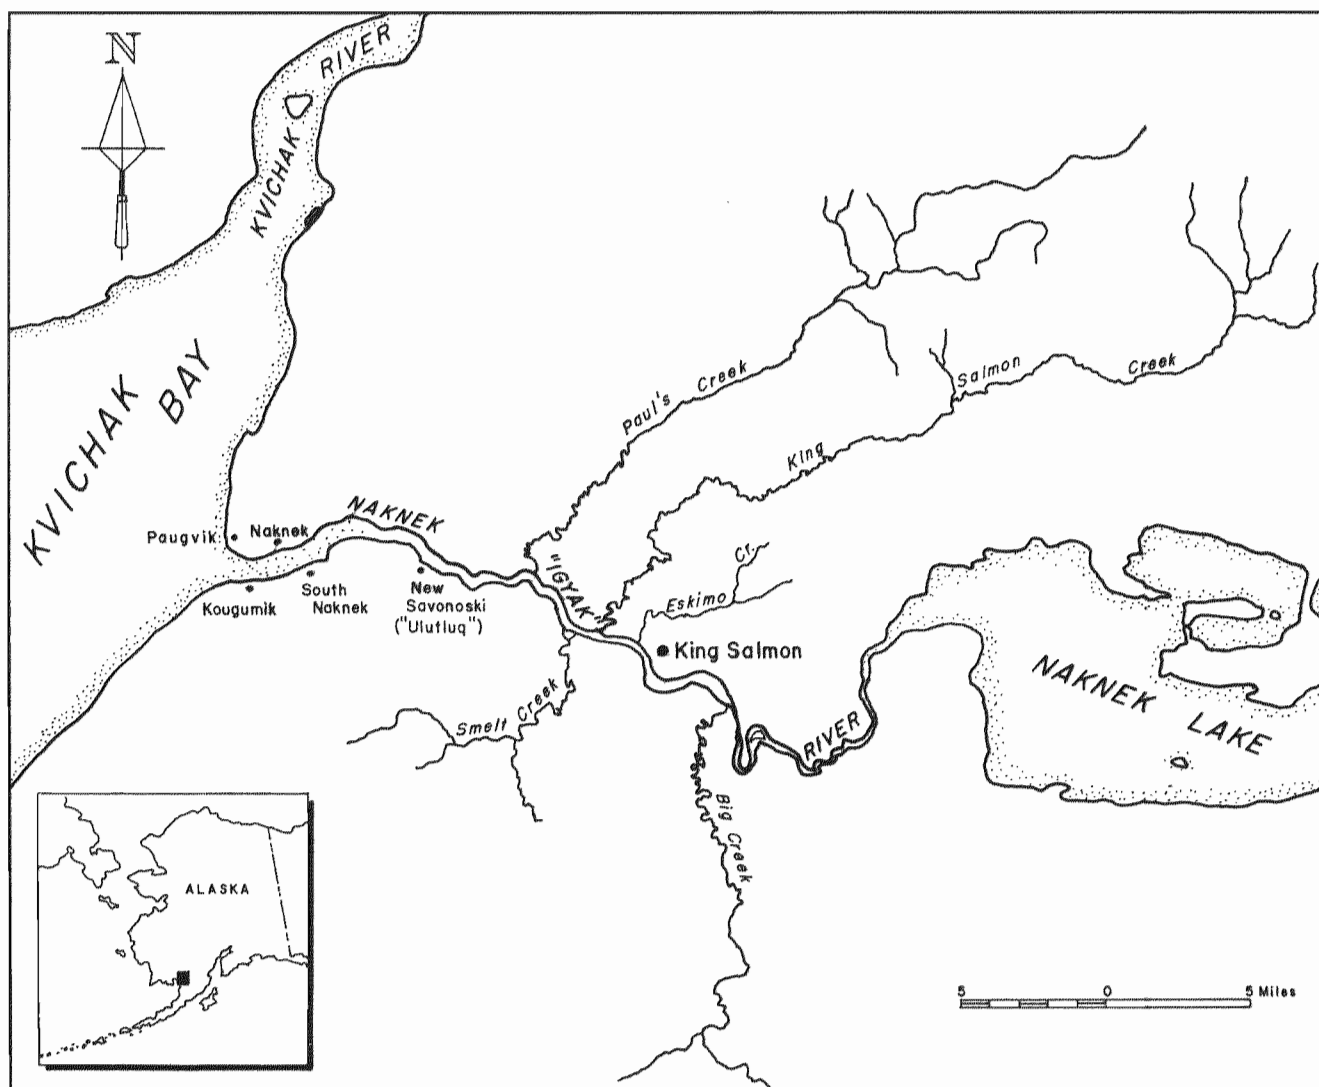 N
KVICHAK RIVER
KVICHAK BAY
Paul's Creek
King Salmon Creek
NAKNEK RIVER
Paugvik
Naknek
"IGYAK"
Eskimo Cr.
Kougumik
South
Naknek
New
Savonoski
("Ulutluq")
King Salmon
NAKNEK LAKE
Smelt Creek
Big Creek
ALASKA
5 0 5 Miles